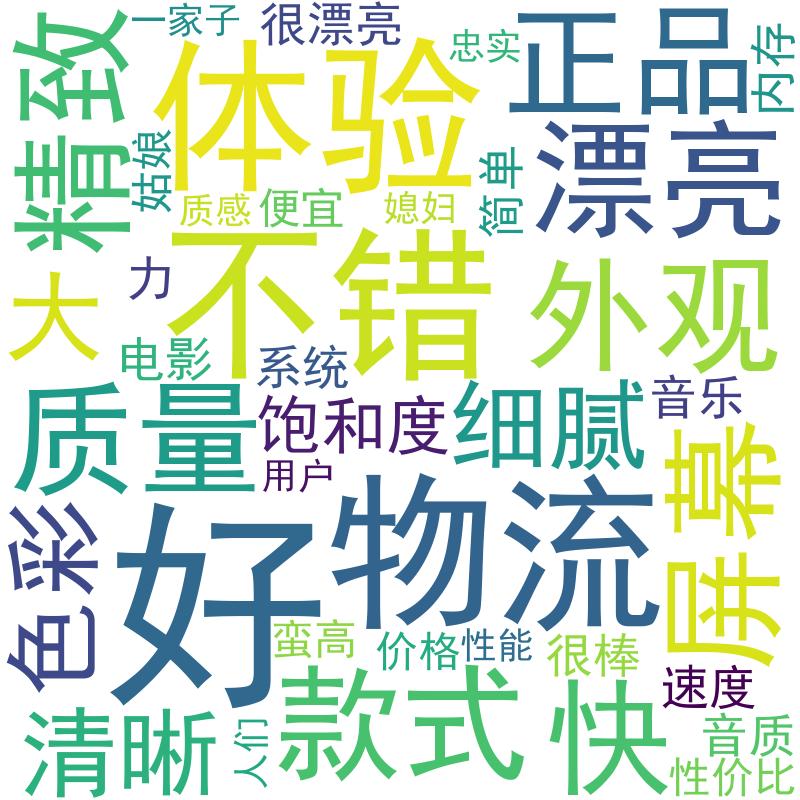 一家子
很漂亮
忠实
正品
内存
精致
体验
姑娘
简单
漂亮
质感
便宜
媳妇
不错
力
外观
大
电影
系统
音乐
质量
饱和度
细腻
用户
屏幕
色彩
好
物流
蛮高
价格
性能
很棒
速度
清晰
人们
款式
快
音质
性价比